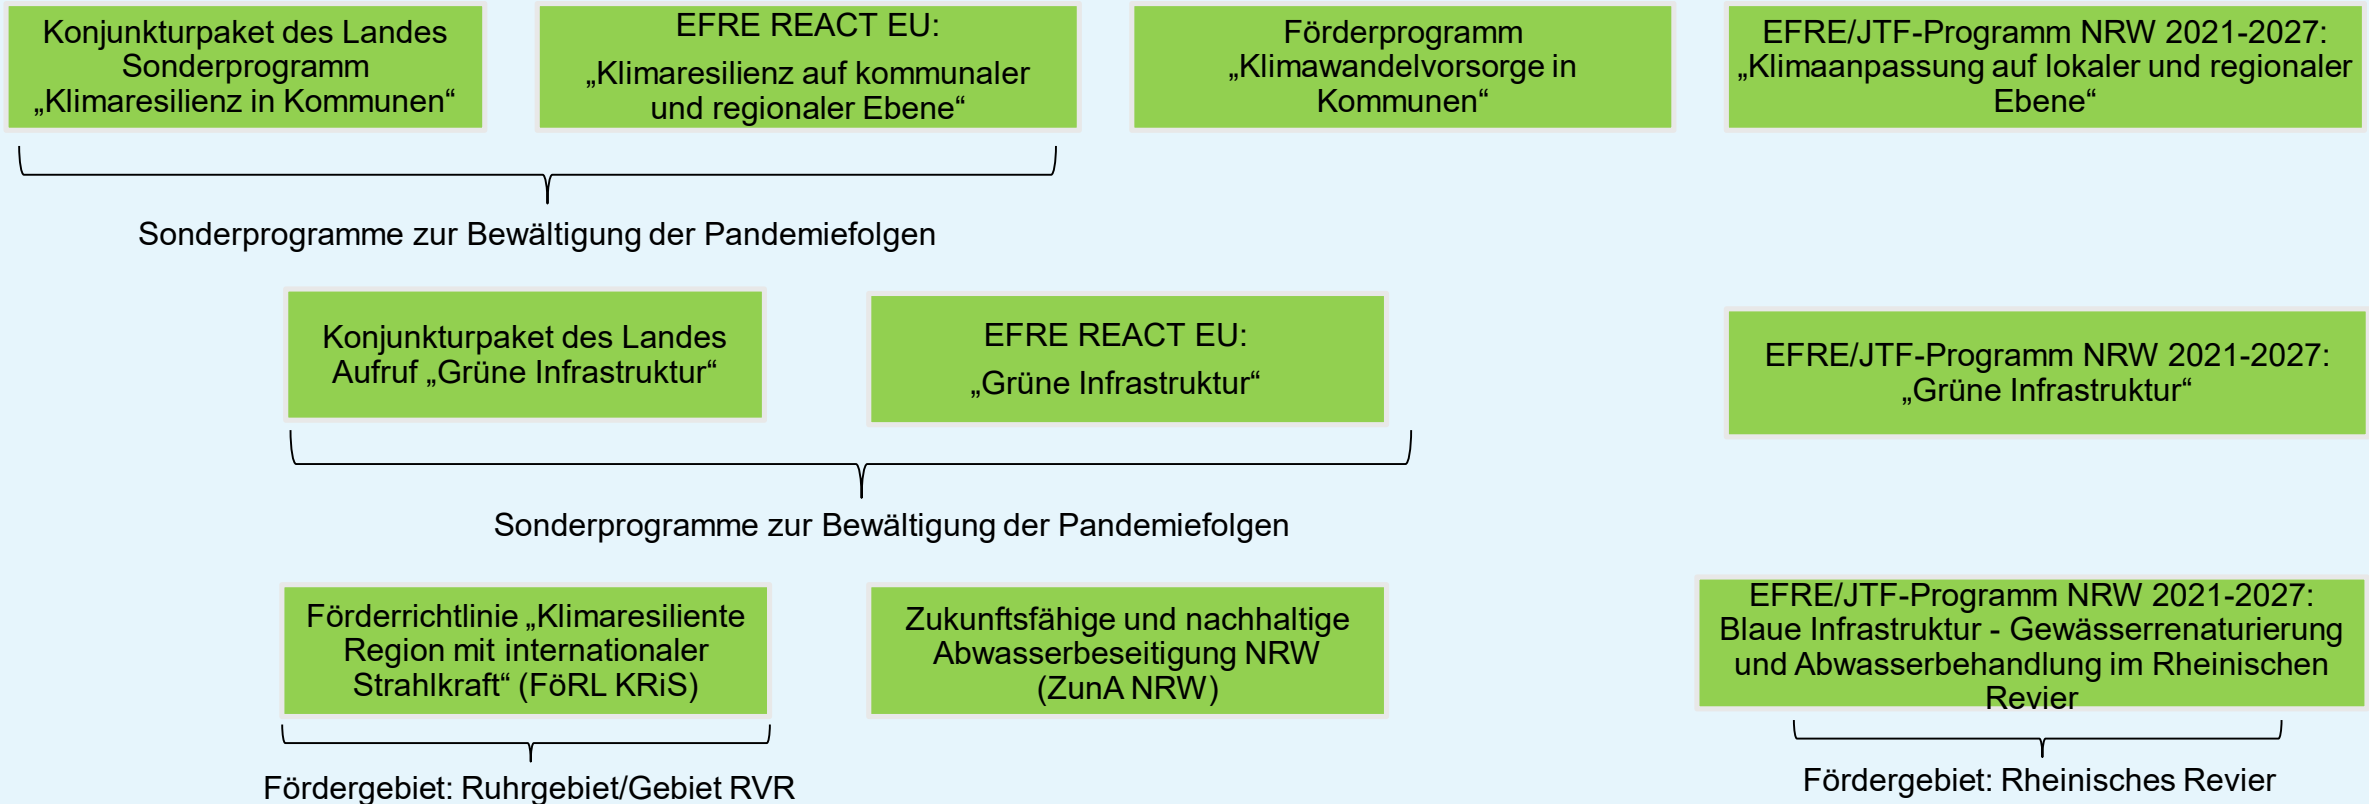 Konjunkturpaket des Landes
Sonderprogramm
„Klimaresilienz in Kommunen“
EFRE REACT EU:
„Klimaresilienz auf kommunaler
und regionaler Ebene“
Förderprogramm
„Klimawandelvorsorge in
Kommunen“
EFRE/JTF-Programm NRW 2021-2027:
„Klimaanpassung auf lokaler und regionaler
Ebene“
Sonderprogramme zur Bewältigung der Pandemiefolgen
Konjunkturpaket des Landes
Aufruf „Grüne Infrastruktur“
EFRE REACT EU:
„Grüne Infrastruktur“
EFRE/JTF-Programm NRW 2021-2027:
„Grüne Infrastruktur“
Sonderprogramme zur Bewältigung der Pandemiefolgen
Förderrichtlinie „Klimaresiliente
Region mit internationaler
Strahlkraft“ (FöRL KRiS)
Zukunftsfähige und nachhaltige
Abwasserbeseitigung NRW
(ZunA NRW)
EFRE/JTF-Programm NRW 2021-2027:
Blaue Infrastruktur - Gewässerrenaturierung
und Abwasserbehandlung im Rheinischen
Revier
Fördergebiet: Ruhrgebiet/Gebiet RVR
Fördergebiet: Rheinisches Revier